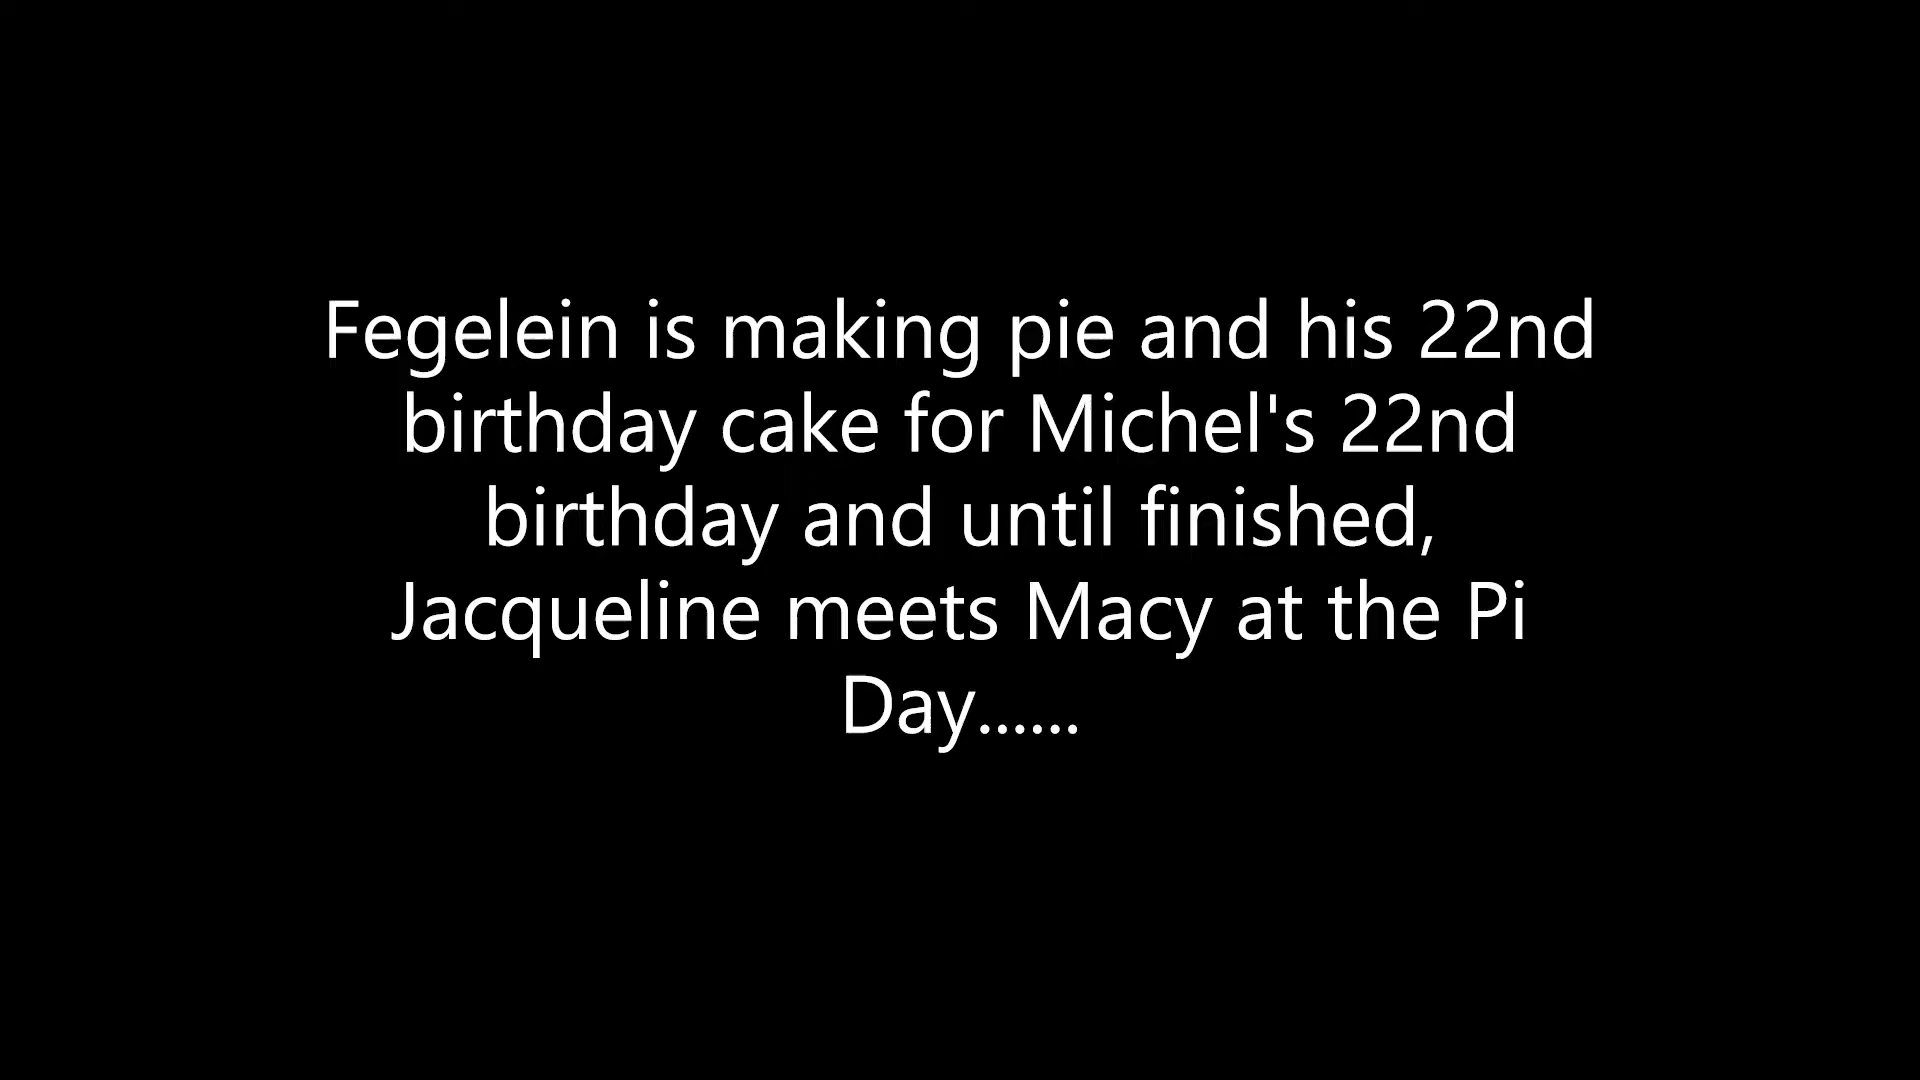 Fegelein is making pie and his 22nd
birthday cake for Michel's 22nd
birthday and until finished,
Jacqueline meets Macy at the Pi
Day......